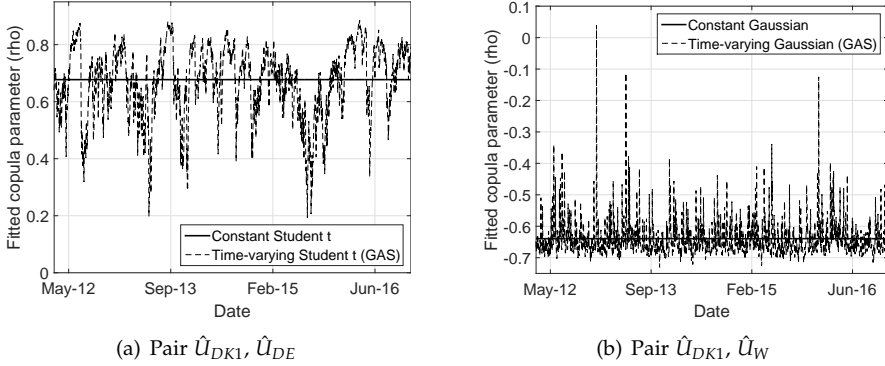 Fitted copula parameter (rho)
0.8
0.6
0.4
0.2
0
Constant Student t
Time-varying Student t (GAS)
May-12 Sep-13 Feb-15 Jun-16
Date
(a) Pair Û_DK1, Û_DE
Fitted copula parameter (rho)
0.1
0
-0.1
-0.2
-0.3
-0.4
-0.5
-0.6
-0.7
Constant Gaussian
Time-varying Gaussian (GAS)
May-12 Sep-13 Feb-15 Jun-16
Date
(b) Pair Û_DK1, Û_W